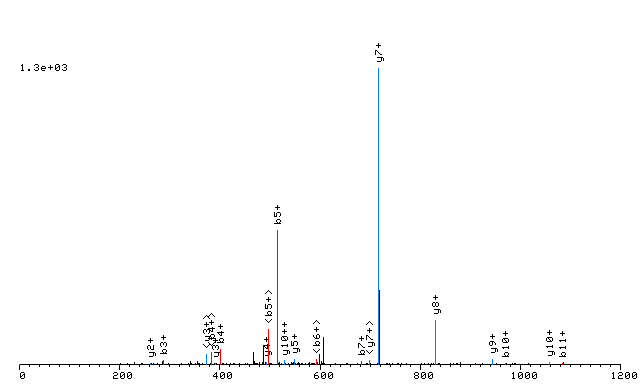 1.3e+03
y7+
b5+
y8+
<b5+>
<y3+>
<b4+>
b4+
y3+
y4+
y10++
y5+
<b6+>
b7+
<y7+>
y2+
b3+
y9+
b10+
y10+
b11+
0 200 400 600 800 1000 1200